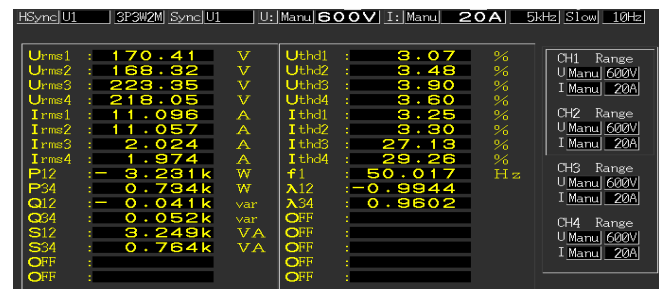 HSync U1 3P3W2M Sync U1 U: Manu 600V I: Manu 20A 5kHz Slow 10Hz
Urms1 : 170.41 V
Urms2 : 168.32 V
Urms3 : 223.35 V
Urms4 : 218.05 V
Irms1 : 11.096 A
Irms2 : 11.057 A
Irms3 : 2.024 A
Irms4 : 1.974 A
P12 : - 3.231k W
P34 : 0.734k W
Q12 : - 0.041k var
Q34 : 0.052k var
S12 : 3.249k VA
S34 : 0.764k VA
OFF :
OFF :
Uthd1 : 3.07 %
Uthd2 : 3.48 %
Uthd3 : 3.90 %
Uthd4 : 3.60 %
Ithd1 : 3.25 %
Ithd2 : 3.30 %
Ithd3 : 27.13 %
Ithd4 : 29.26 %
f1 : 50.017 Hz
λ12 :-0.9944
λ34 : 0.9602
OFF :
OFF :
OFF :
OFF :
CH1 Range
U Manu 600V
I Manu 20A
CH2 Range
U Manu 600V
I Manu 20A
CH3 Range
U Manu 600V
I Manu 20A
CH4 Range
U Manu 600V
I Manu 20A